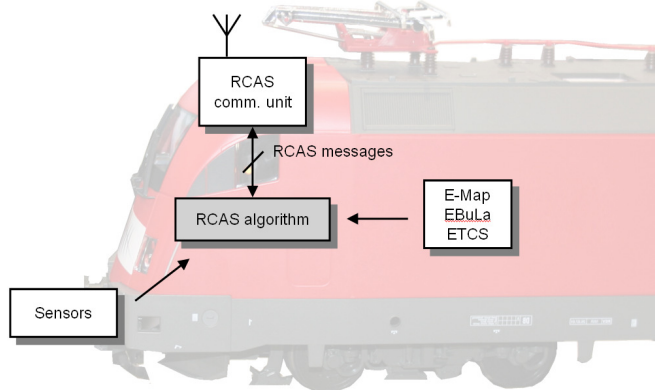 RCAS
comm. unit
RCAS messages
RCAS algorithm
E-Map
EBuLa
ETCS
Sensors